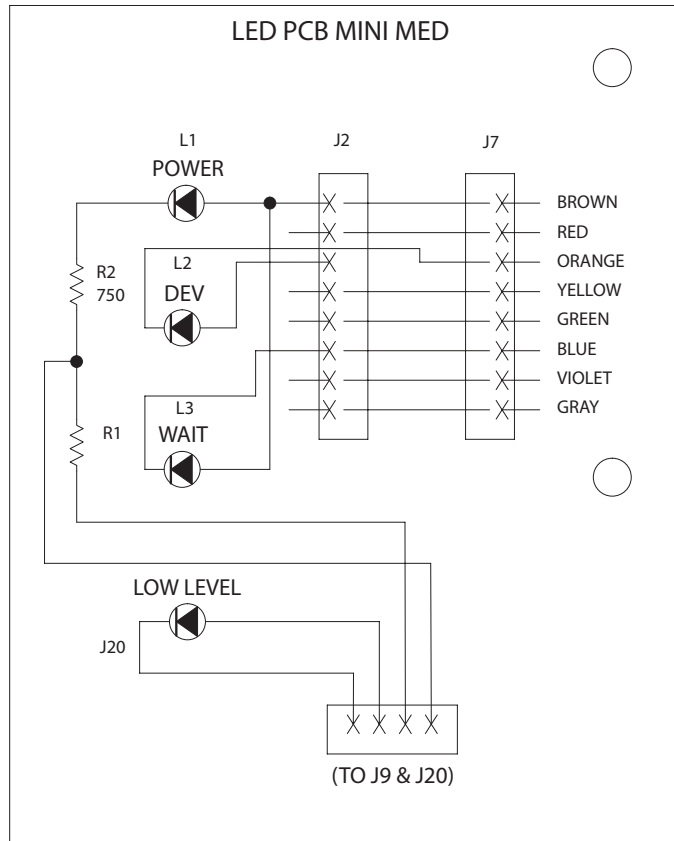 LED PCB MINI MED
L1
POWER
J2
J7
BROWN
RED
ORANGE
YELLOW
GREEN
BLUE
VIOLET
GRAY
R2
750
L2
DEV
R1
L3
WAIT
LOW LEVEL
J20
(TO J9 & J20)